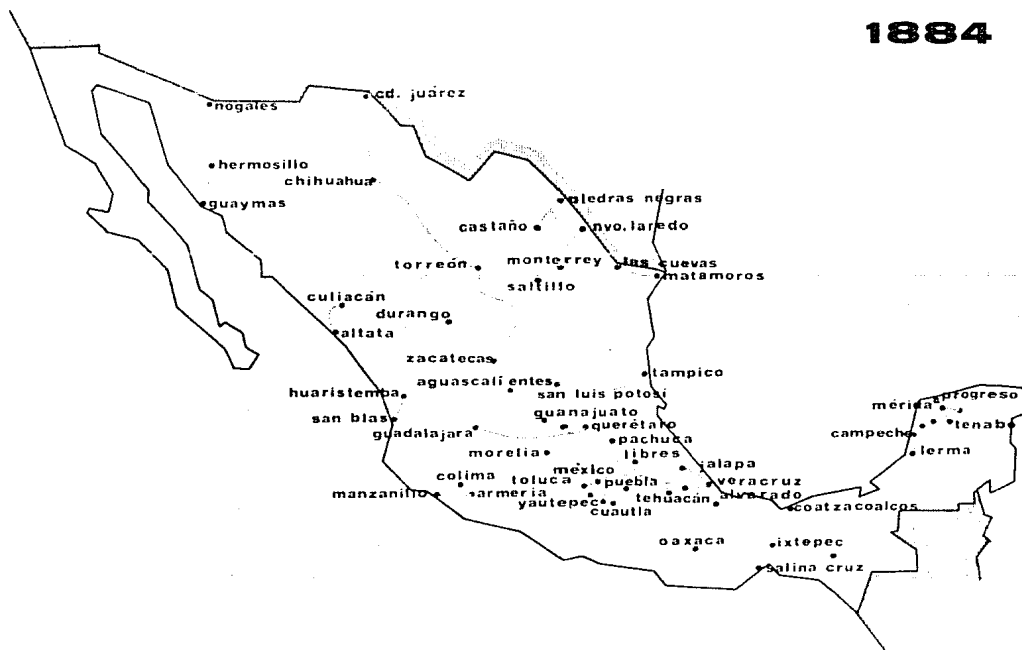 1884
cd. juárez
nogales
hermosillo
chihuahua
guaymas
piedras negras
castaño
nvo. laredo
torreón
monterrey
las cuevas
matamoros
saltillo
culiacán
durango
altata
zacatecas
tampico
aguascalientes
huaristemba
san luis potosí
progreso
mérida
san blas
guanajuato
guadalajara
querétaro
tenab
campeche
pachuca
morelia
libres
lerma
jalapa
méxico
colima
toluca
puebla
veracruz
manzanillo
armeria
tehuacán
alvarado
yautepec
cuautla
coatzacoalcos
oaxaca
ixtepec
salina cruz